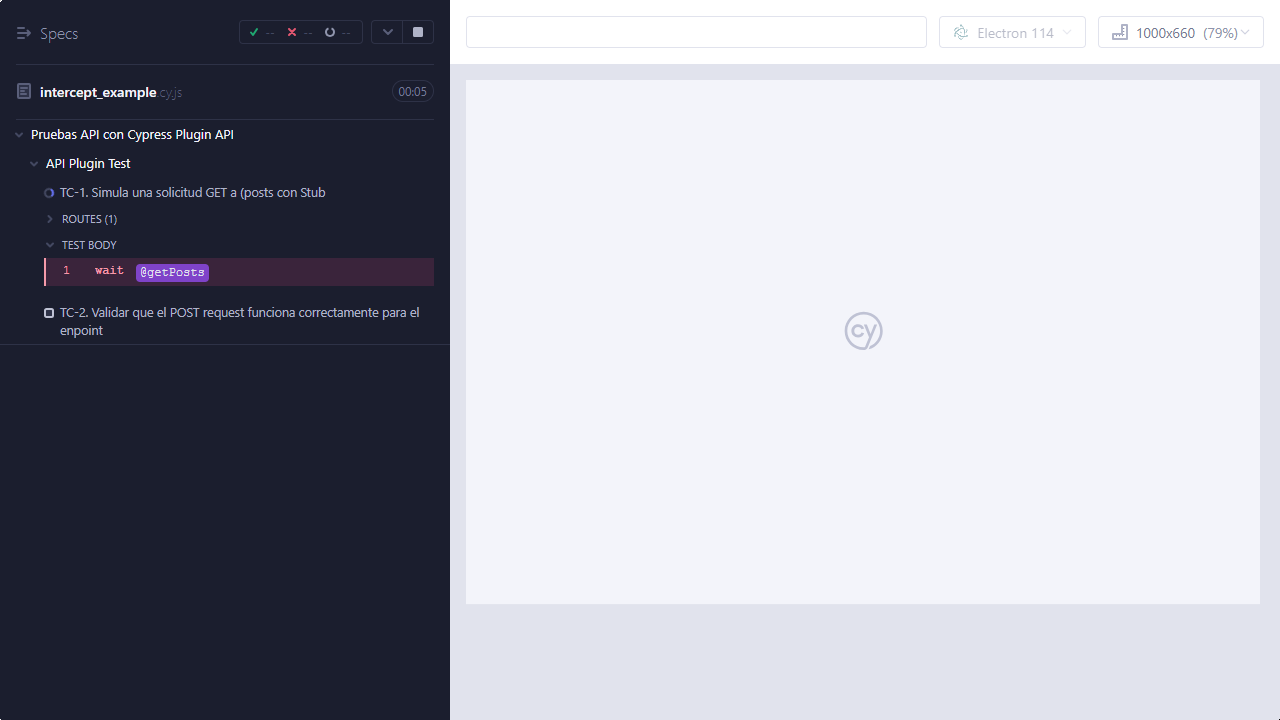 Specs
-- -- --
intercept_example.cy.js
00:05
Pruebas API con Cypress Plugin API
API Plugin Test
TC-1. Simula una solicitud GET a (posts con Stub
ROUTES (1)
TEST BODY
1 wait @getPosts
TC-2. Validar que el POST request funciona correctamente para el
enpoint
Electron 114
1000x660 (79%)
cy